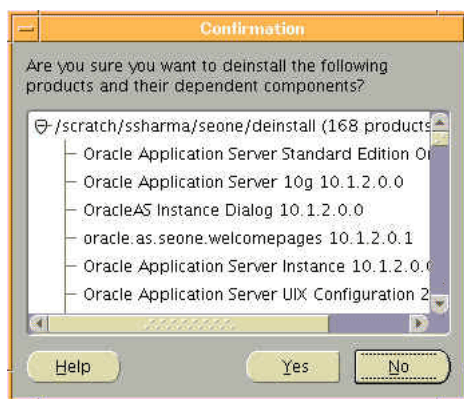 Confirmation
Are you sure you want to deinstall the following
products and their dependent components?
/scratch/ssharma/seone/deinstall (168 products
Oracle Application Server Standard Edition
Oracle Application Server 10g 10.1.2.0.0
OracleAS Instance Dialog 10.1.2.0.0
oracle.as.seone.welcomepages 10.1.2.0.1
Oracle Application Server Instance 10.1.2.0.
Oracle Application Server UIX Configuration 2
Help
Yes
No